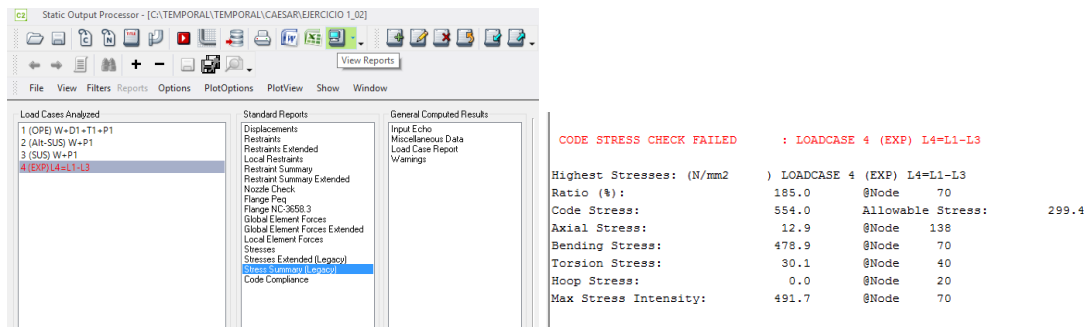 Static Output Processor - [C:\TEMPORAL\TEMPORAL\CAESAR\EJERCICIO 1_02]
View Reports
File View Filters Reports Options PlotOptions PlotView Show Window
Load Cases Analyzed
1 (OPE) W+D1+T1+P1
2 (Alt-SUS) W+P1
3 (SUS) W+P1
4 (EXP) L4=L1-L3
Standard Reports
Displacements
Restraints
Restraints Extended
Local Restraints
Restraint Summary
Restraint Summary Extended
Nozzle Check
Flange Peq
Flange NC-3658.3
Global Element Forces
Global Element Forces Extended
Local Element Forces
Stresses
Stresses Extended (Legacy)
Stress Summary (Legacy)
Code Compliance
General Computed Results
Input Echo
Miscellaneous Data
Load Case Report
Warnings
CODE STRESS CHECK FAILED : LOADCASE 4 (EXP) L4=L1-L3
Highest Stresses: (N/mm2 ) LOADCASE 4 (EXP) L4=L1-L3
Ratio (%): 185.0 @Node 70
Code Stress: 554.0 Allowable Stress: 299.4
Axial Stress: 12.9 @Node 138
Bending Stress: 478.9 @Node 70
Torsion Stress: 30.1 @Node 40
Hoop Stress: 0.0 @Node 20
Max Stress Intensity: 491.7 @Node 70